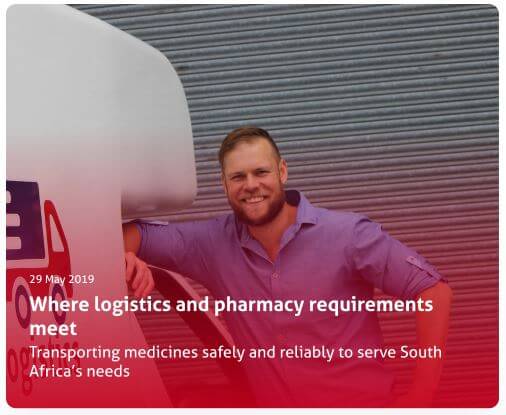 29 May 2019
Where logistics and pharmacy requirements
meet
Transporting medicines safely and reliably to serve South
Africa's needs
ogistics